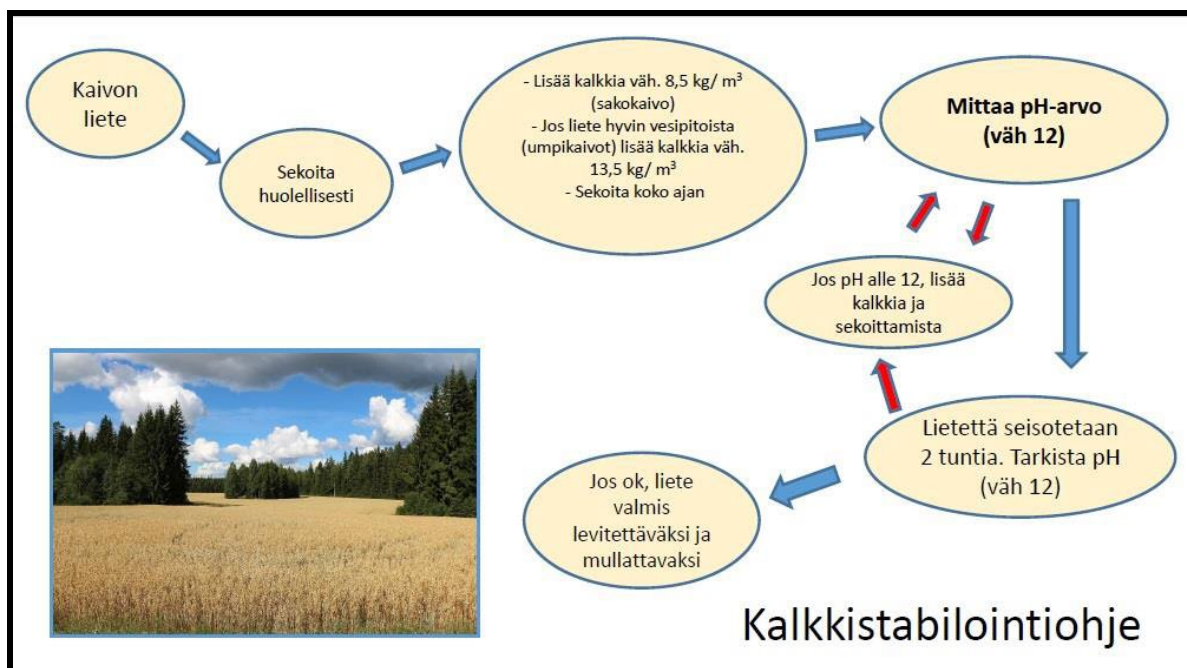 Kaivon
liete
Sekoita
huolellisesti
- Lisää kalkkia väh. 8,5 kg/ m³
(sakokaivo)
- Jos liete hyvin vesipitoista
(umpikaivot) lisää kalkkia väh.
13,5 kg/ m³
- Sekoita koko ajan
Mittaa pH-arvo
(väh 12)
Jos pH alle 12, lisää
kalkkia ja
sekoittamista
Lietettä seisotetaan
2 tuntia. Tarkista pH
(väh 12)
Jos ok, liete
valmis
levitettäväksi ja
mullattavaksi
Kalkkistabilointiohje